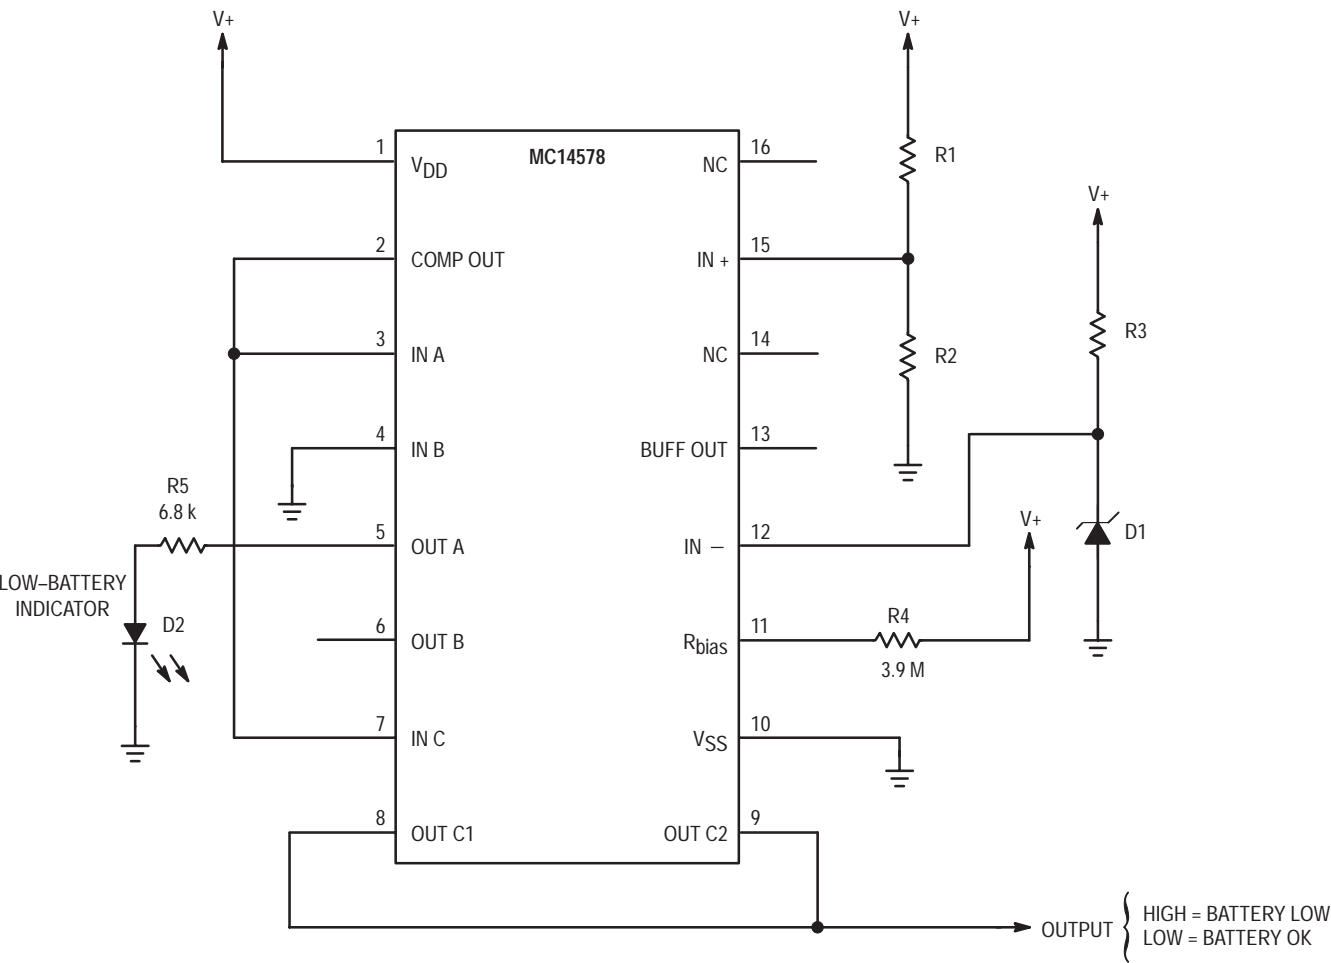 V+
V+
1
VDD
MC14578
16
NC
R1
V+
2
COMP OUT
15
IN +
3
IN A
14
NC
R2
R3
4
IN B
13
BUFF OUT
R5
6.8 k
5
OUT A
12
IN –
V+
D1
LOW–BATTERY
INDICATOR
D2
6
OUT B
11
Rbias
R4
3.9 M
7
IN C
10
VSS
8
OUT C1
9
OUT C2
OUTPUT
HIGH = BATTERY LOW
LOW = BATTERY OK